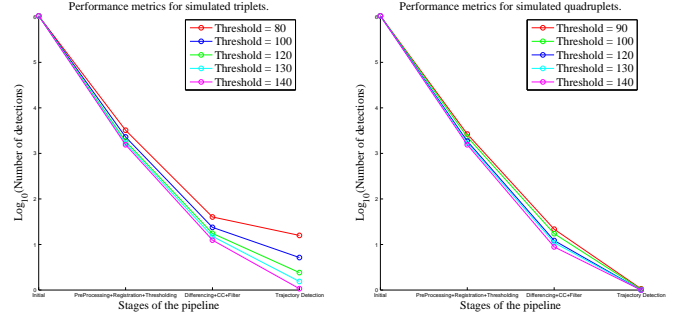 Performance metrics for simulated triplets.
Threshold = 80
Threshold = 100
Threshold = 120
Threshold = 130
Threshold = 140
Log10(Number of detections)
6
5
4
3
2
1
0
Initial PreProcessing+Registration+Thresholding Differencing+CC+Filter Trajectory Detection
Stages of the pipeline
Performance metrics for simulated quadruplets.
Threshold = 90
Threshold = 100
Threshold = 120
Threshold = 130
Threshold = 140
Log10(Number of detections)
6
5
4
3
2
1
0
Initial PreProcessing+Registration+Thresholding Differencing+CC+Filter Trajectory Detection
Stages of the pipeline